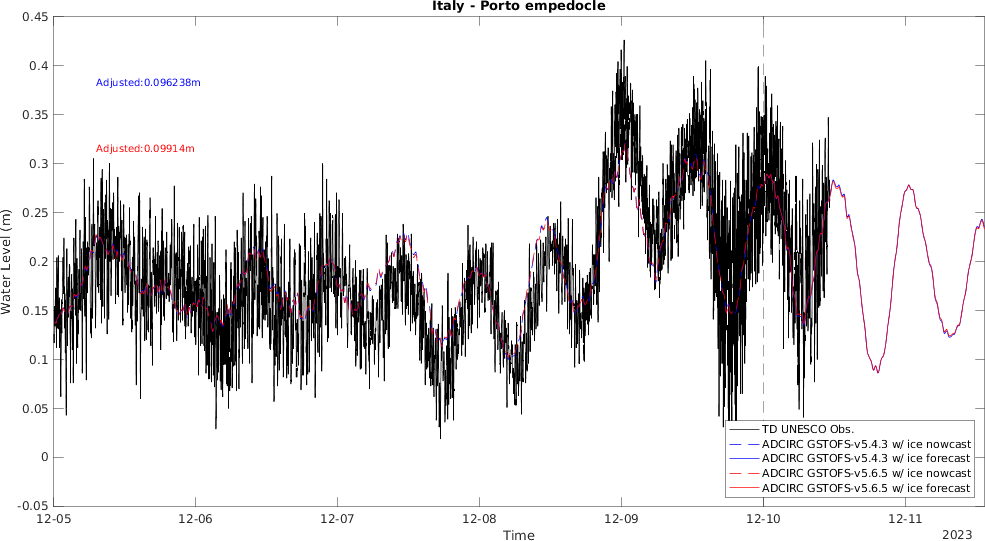 Italy - Porto empedocle
0.45
0.4
0.35
0.3
0.25
0.2
0.15
0.1
0.05
0
-0.05
Water Level (m)
Adjusted:0.096238m
Adjusted:0.09914m
TD UNESCO Obs.
ADCIRC GSTOFS-v5.4.3 w/ ice nowcast
ADCIRC GSTOFS-v5.4.3 w/ ice forecast
ADCIRC GSTOFS-v5.6.5 w/ ice nowcast
ADCIRC GSTOFS-v5.6.5 w/ ice forecast
12-05 12-06 12-07 12-08 12-09 12-10 12-11
Time
2023